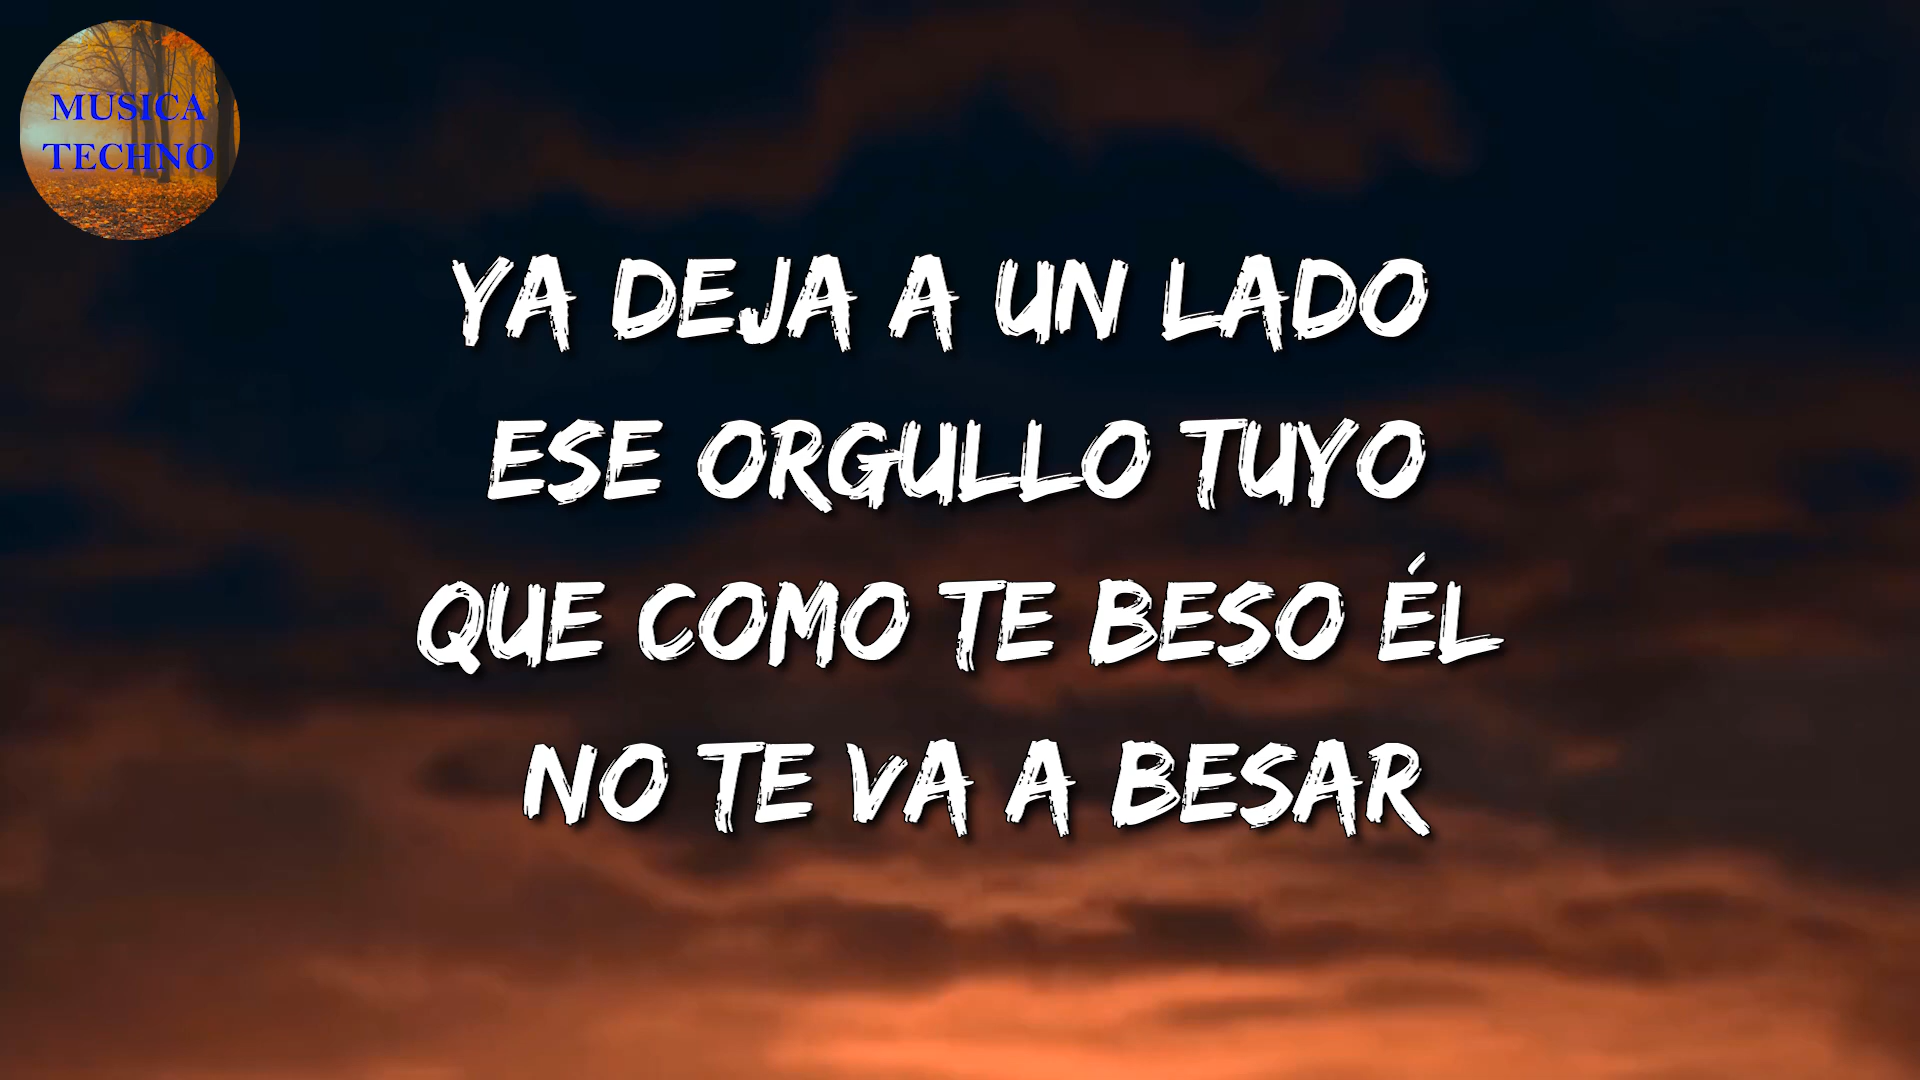 MUSICA
TECHNO
YA DEJA A UN LADO
ESE ORGULLO TUYO
QUE COMO TE BESO ÉL
NO TE VA A BESAR